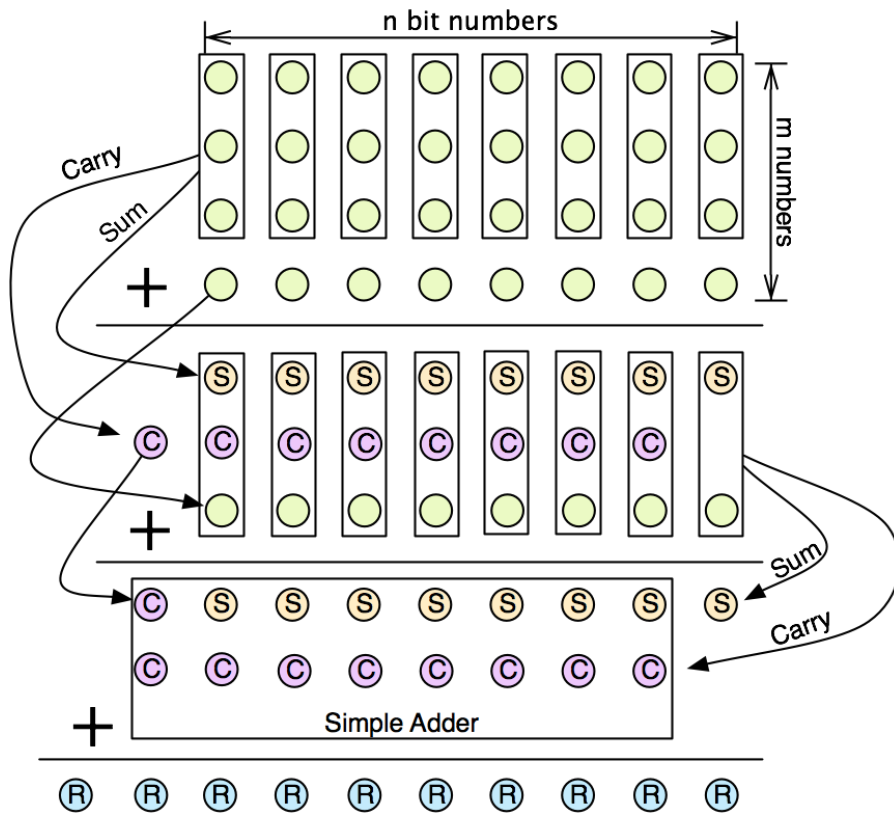 n bit numbers
m numbers
Carry
Sum
+
S S S S S S S S
C C C C C C C C
+
Sum
C S S S S S S S S
Carry
C C C C C C C C
Simple Adder
+
R R R R R R R R R R